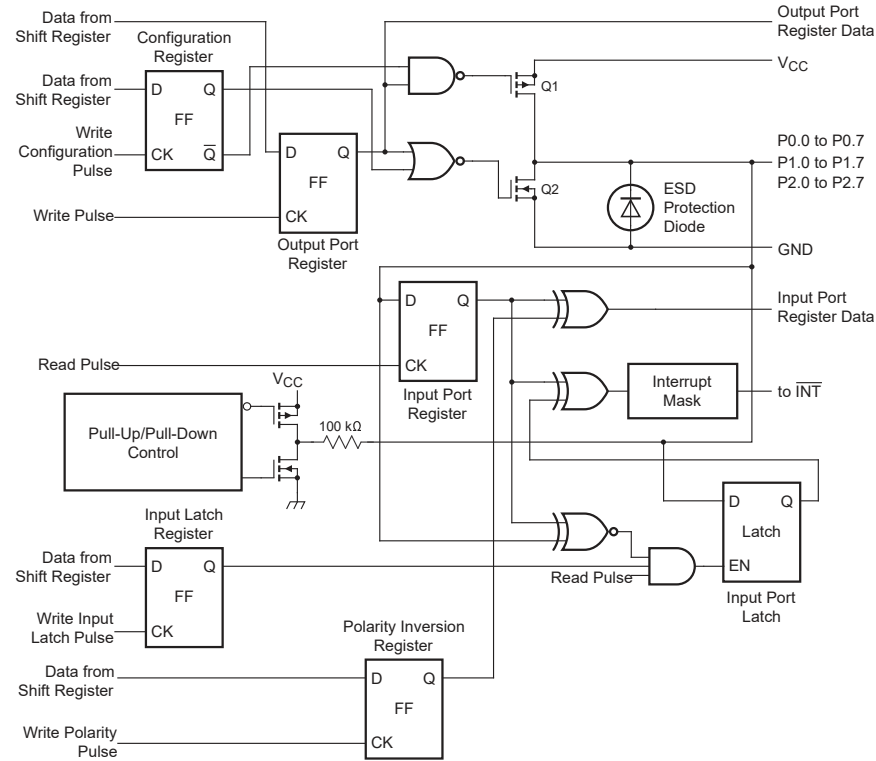 Data from
Shift Register
Configuration
Register
Output Port
Register Data
Data from
Shift Register
D
Q
FF
CK
Q̅
Write
Configuration
Pulse
Q1
VCC
D
Q
FF
CK
Write Pulse
Output Port
Register
Q2
P0.0 to P0.7
P1.0 to P1.7
P2.0 to P2.7
ESD
Protection
Diode
GND
D
Q
FF
CK
Read Pulse
Input Port
Register
Input Port
Register Data
Interrupt
Mask
to I̅N̅T̅
VCC
Pull-Up/Pull-Down
Control
100 kΩ
D
Q
Latch
EN
Input Port
Latch
Input Latch
Register
Data from
Shift Register
D
Q
FF
CK
Write Input
Latch Pulse
Read Pulse
Polarity Inversion
Register
Data from
Shift Register
D
Q
FF
CK
Write Polarity
Pulse